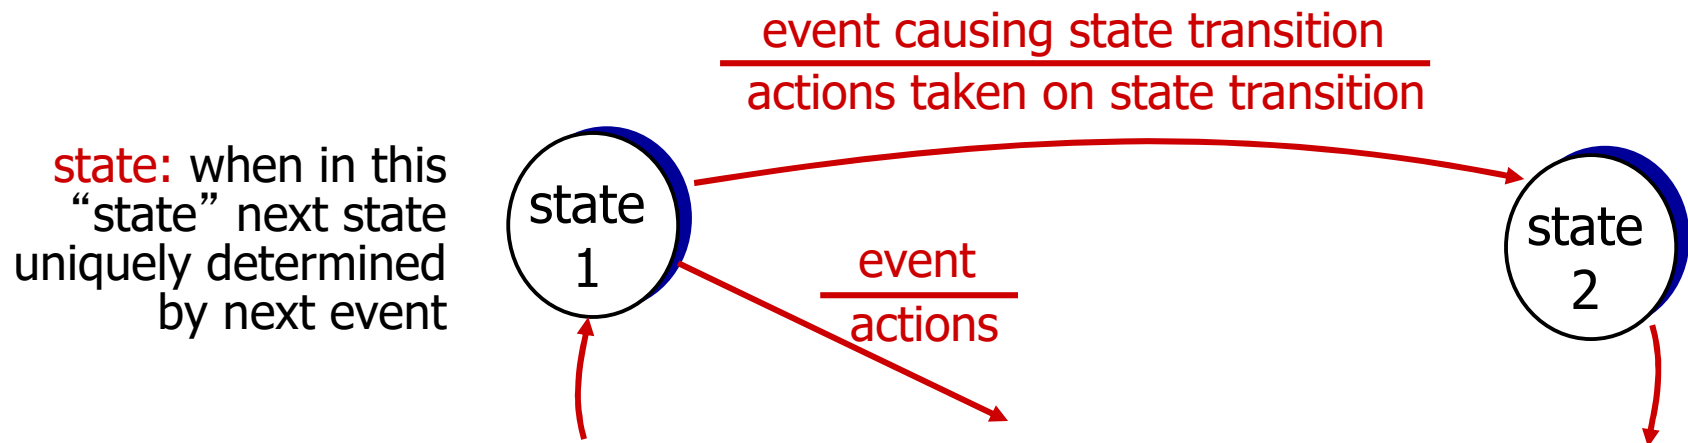 event causing state transition
actions taken on state transition
state: when in this
“state” next state
uniquely determined
by next event
state
1
event
actions
state
2